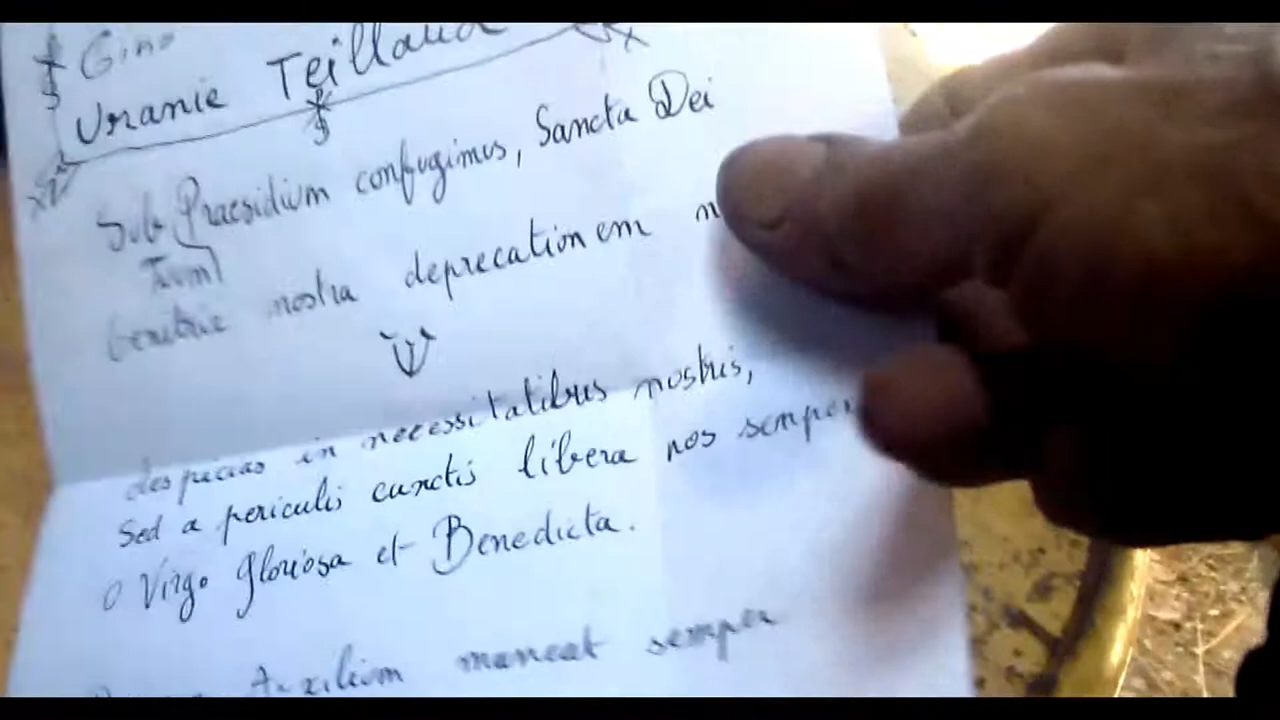 Gino
Uranie Teillaud
Sub Praesidium confugimus, Sancta Dei
Tuum
Genitrix nostra deprecationem
despicias in necessitatibus nostris,
Sed a periculis cunctis libera nos semper
O Virgo Gloriosa et Benedicta.
Auxilium maneat semper